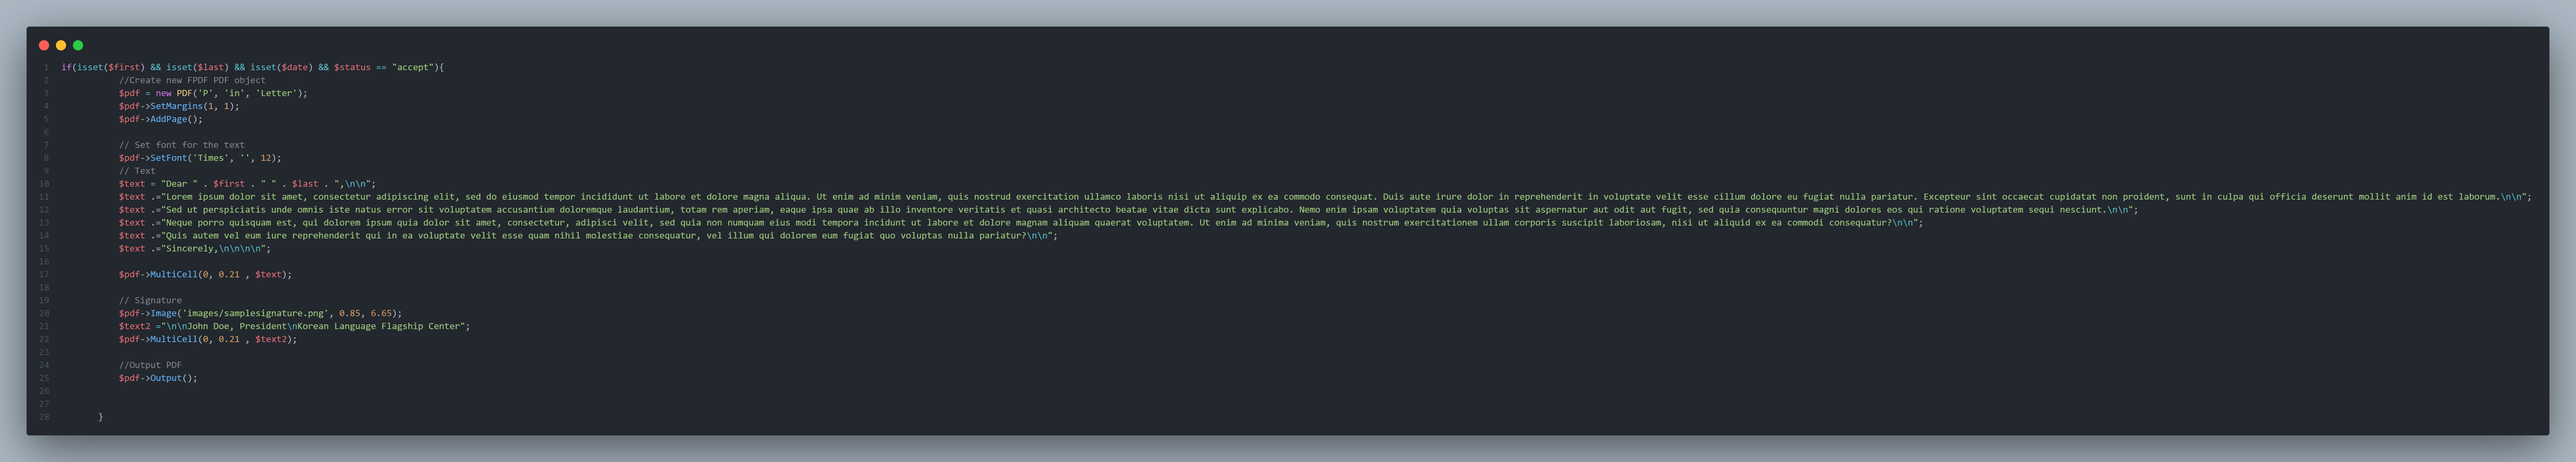 1 if(isset($first) && isset($last) && isset($date) && $status == "accept"){
2 //Create new FPDF PDF object
3 $pdf = new PDF('P', 'in', 'Letter');
4 $pdf->SetMargins(1, 1);
5 $pdf->AddPage();
6
7 // Set font for the text
8 $pdf->SetFont('Times', '', 12);
9 // Text
10 $text = "Dear " . $first . " " . $last . ",\n\n";
11 $text .="Lorem ipsum dolor sit amet, consectetur adipiscing elit, sed do eiusmod tempor incididunt ut labore et dolore magna aliqua. Ut enim ad minim veniam, quis nostrud exercitation ullamco laboris nisi ut aliquip ex ea commodo consequat. Duis aute irure dolor in reprehenderit in voluptate velit esse cillum dolore eu fugiat nulla pariatur. Excepteur sint occaecat cupidatat non proident, sunt in culpa qui officia deserunt mollit anim id est laborum.\n\n";
12 $text .="Sed ut perspiciatis unde omnis iste natus error sit voluptatem accusantium doloremque laudantium, totam rem aperiam, eaque ipsa quae ab illo inventore veritatis et quasi architecto beatae vitae dicta sunt explicabo. Nemo enim ipsam voluptatem quia voluptas sit aspernatur aut odit aut fugit, sed quia consequuntur magni dolores eos qui ratione voluptatem sequi nesciunt.\n\n";
13 $text .="Neque porro quisquam est, qui dolorem ipsum quia dolor sit amet, consectetur, adipisci velit, sed quia non numquam eius modi tempora incidunt ut labore et dolore magnam aliquam quaerat voluptatem. Ut enim ad minima veniam, quis nostrum exercitationem ullam corporis suscipit laboriosam, nisi ut aliquid ex ea commodi consequatur?\n\n";
14 $text .="Quis autem vel eum iure reprehenderit qui in ea voluptate velit esse quam nihil molestiae consequatur, vel illum qui dolorem eum fugiat quo voluptas nulla pariatur?\n\n";
15 $text .="Sincerely,\n\n\n\n";
16
17 $pdf->MultiCell(0, 0.21 , $text);
18
19 // Signature
20 $pdf->Image('images/samplesignature.png', 0.85, 6.65);
21 $text2 ="\n\nJohn Doe, President\nKorean Language Flagship Center";
22 $pdf->MultiCell(0, 0.21 , $text2);
23
24 //Output PDF
25 $pdf->Output();
26
27
28 }